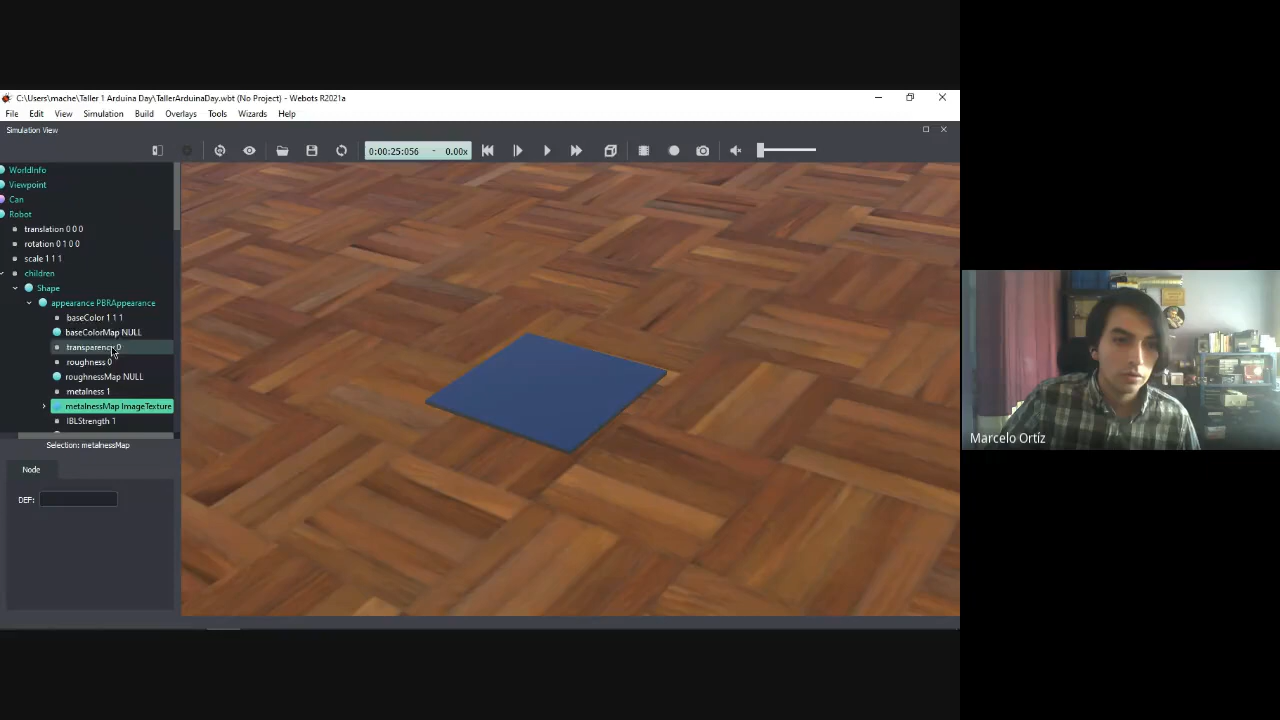 C:\Users\mache\Taller 1 Arduina Day\TallerArduinaDay.wbt (No Project) - Webots R2021a
File Edit View Simulation Build Overlays Tools Wizards Help
Simulation View
0:00:25:056 - 0.00x
WorldInfo
Viewpoint
Can
Robot
translation 0 0 0
rotation 0 1 0 0
scale 1 1 1
children
Shape
appearance PBRAppearance
baseColor 1 1 1
baseColorMap NULL
transparency 0
roughness 0
roughnessMap NULL
metalness 1
metalnessMap ImageTexture
IBLStrength 1
Selection: metalnessMap
Node
DEF:
Marcelo Ortíz